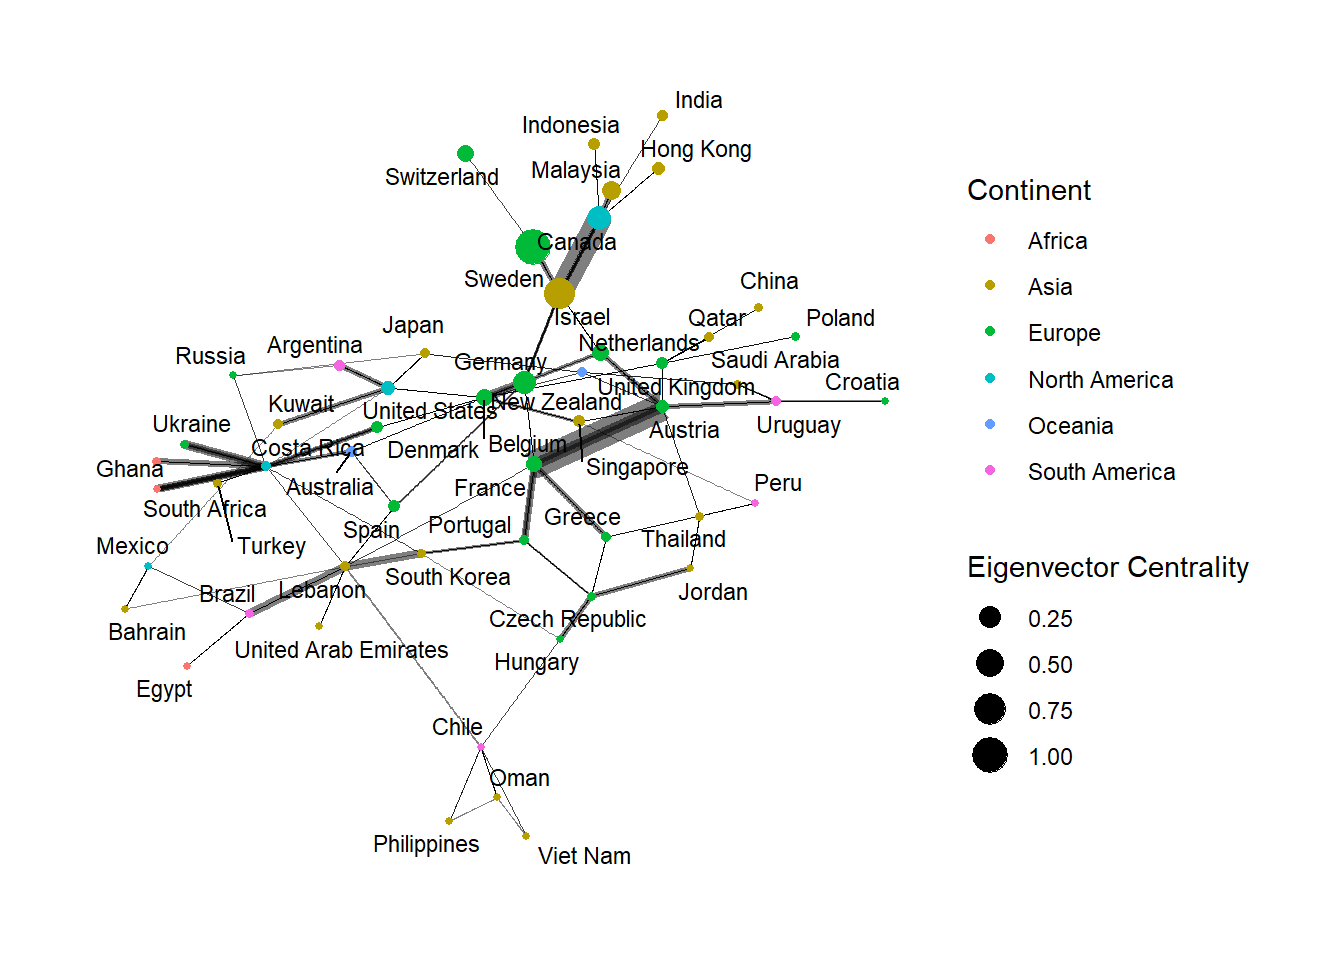 India
Indonesia
Hong Kong
Malaysia
Switzerland
Canada
Sweden
China
Israel
Qatar
Poland
Japan
Netherlands
Argentina
Russia
Saudi Arabia
Germany
Croatia
United Kingdom
New Zealand
Kuwait
United States
Ukraine
Uruguay
Austria
Belgium
Denmark
Costa Rica
Ghana
Singapore
Peru
Australia
France
South Africa
Greece
Portugal
Spain
Thailand
Mexico
Turkey
South Korea
Lebanon
Jordan
Brazil
Czech Republic
Bahrain
United Arab Emirates
Hungary
Egypt
Chile
Oman
Philippines
Viet Nam
Continent
Africa
Asia
Europe
North America
Oceania
South America
Eigenvector Centrality
0.25
0.50
0.75
1.00